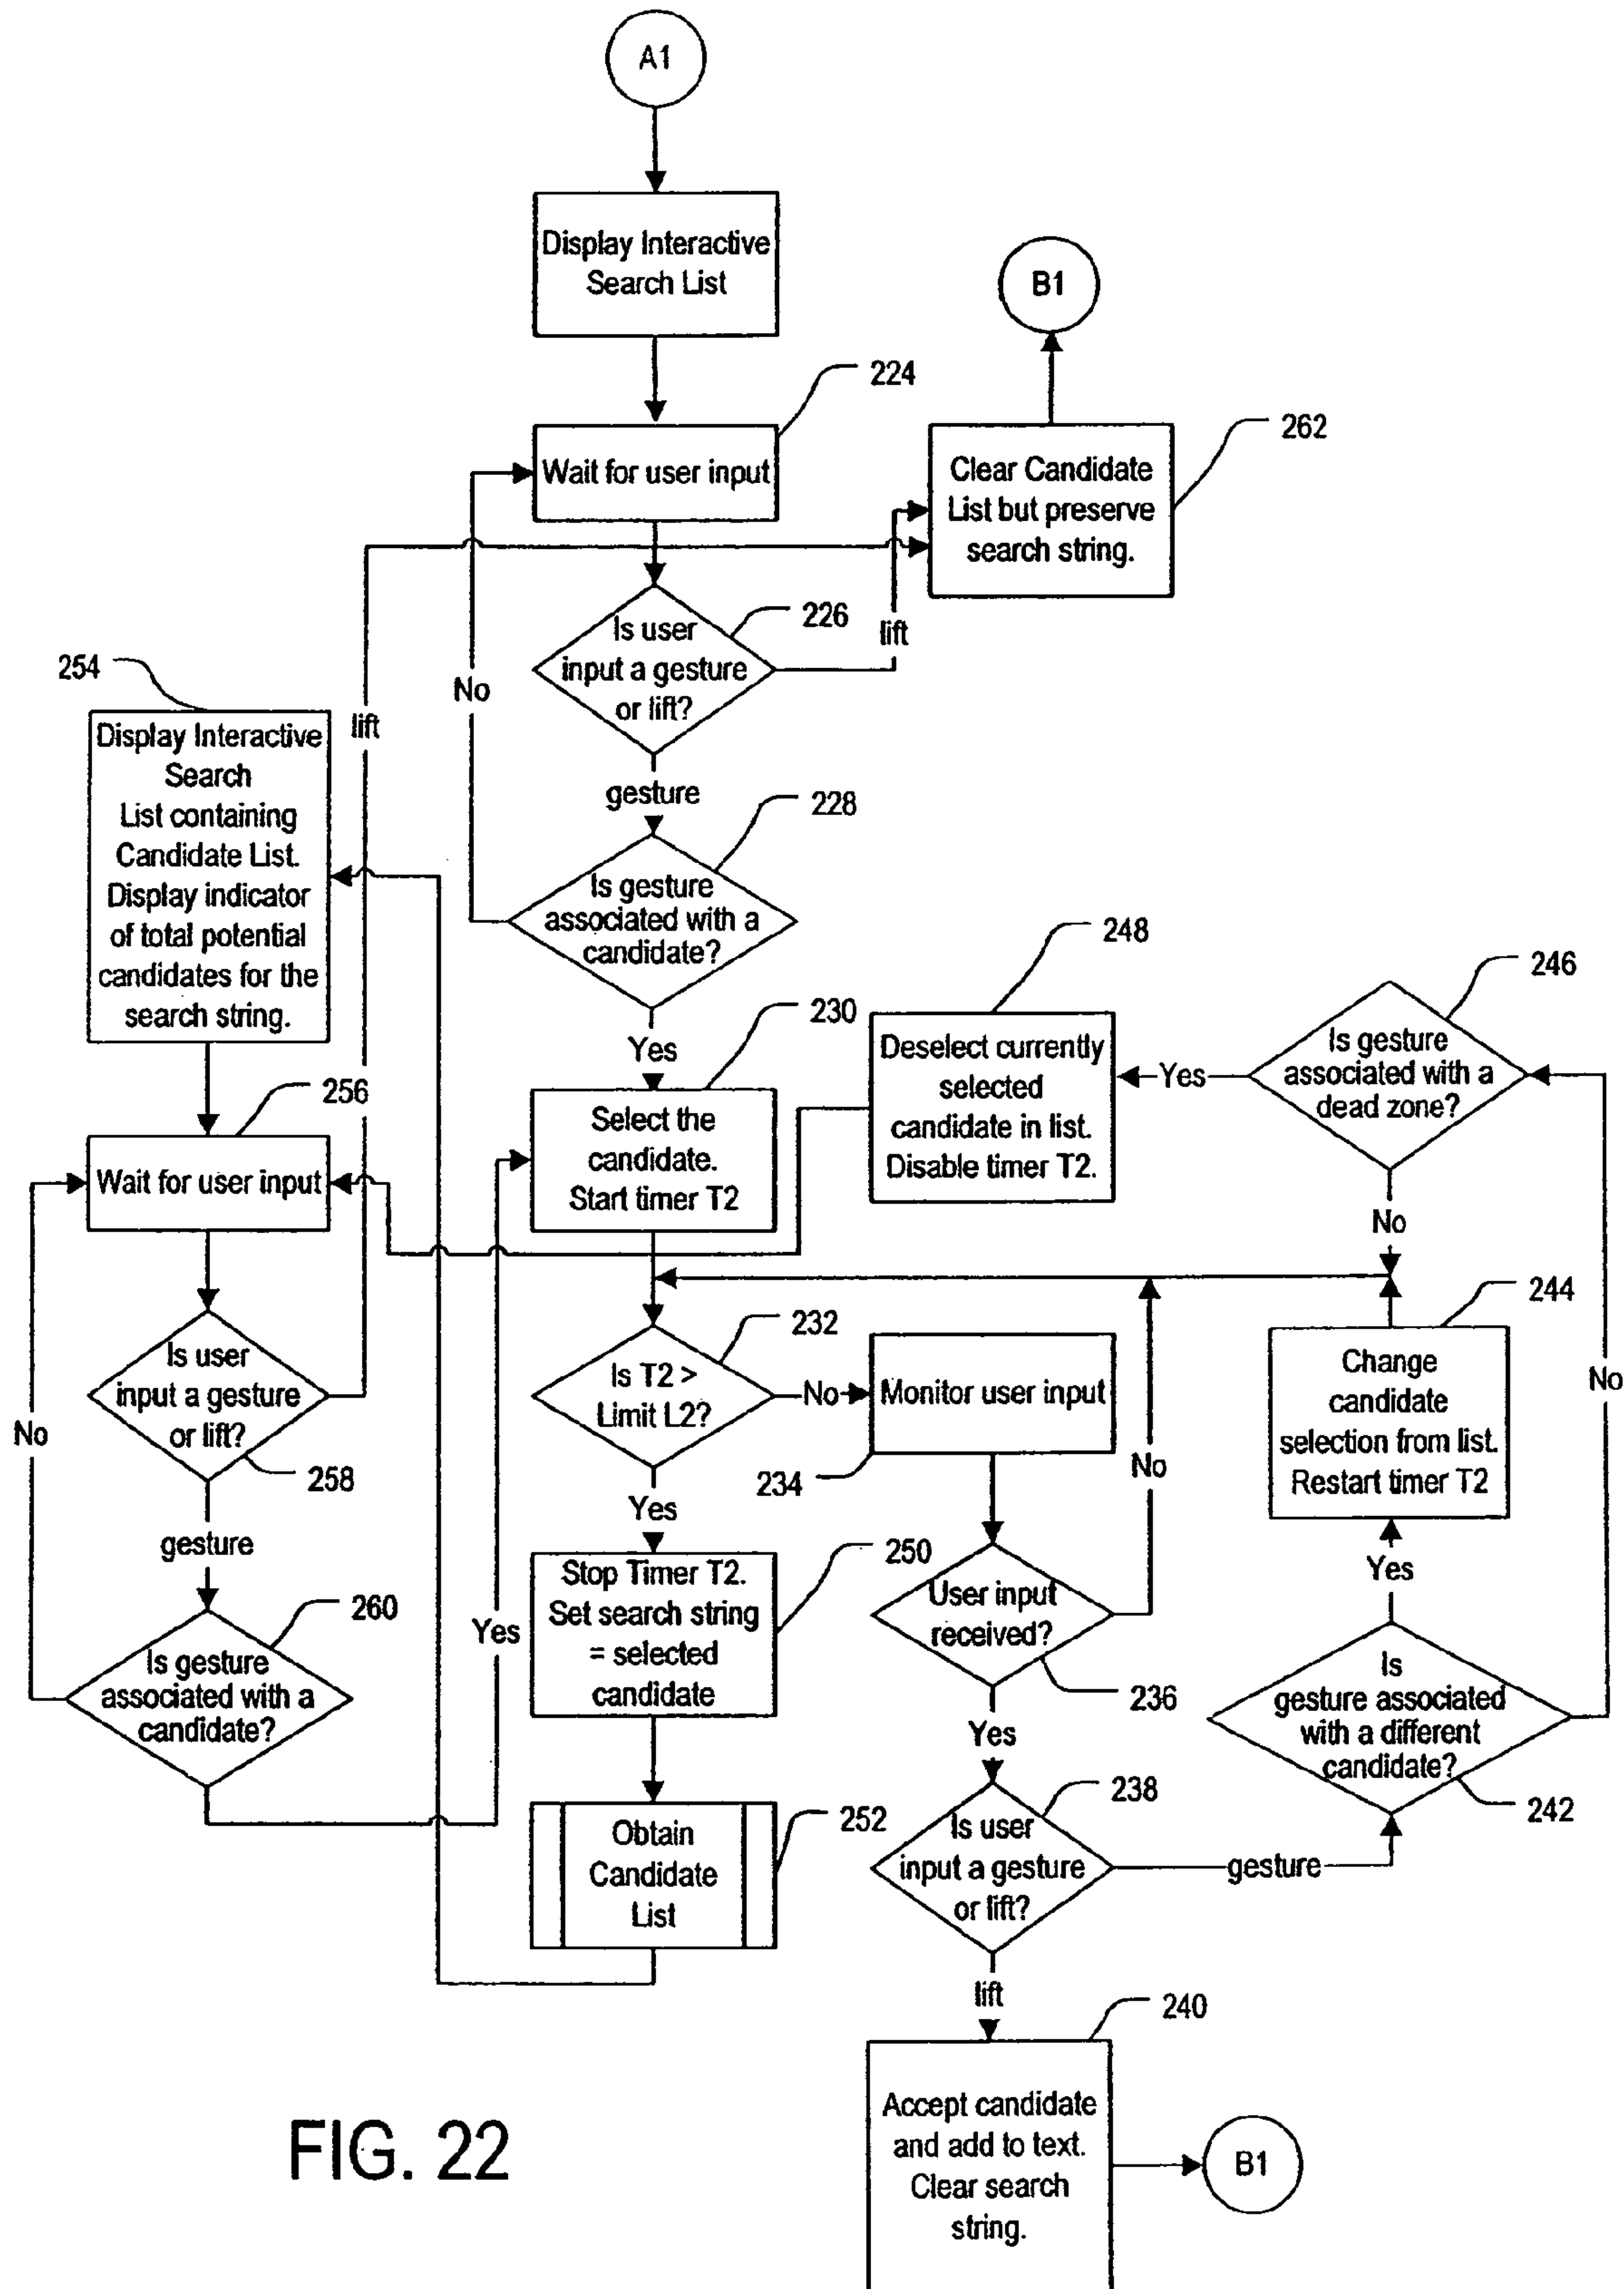 A1
Display Interactive
Search List
B1
224
Wait for user input
262
Clear Candidate
List but preserve
search string.
226
Is user
input a gesture
or lift?
lift
No
lift
gesture
254
Display Interactive
Search
List containing
Candidate List.
Display indicator
of total potential
candidates for the
search string.
228
Is gesture
associated with a
candidate?
Yes
230
Select the
candidate.
Start timer T2
248
Deselect currently
selected
candidate in list.
Disable timer T2.
Yes
246
Is gesture
associated with a
dead zone?
No
256
Wait for user input
232
Is T2 >
Limit L2?
No
Monitor user input
234
No
244
Change
candidate
selection from list.
Restart timer T2
No
Is user
input a gesture
or lift?
258
No
gesture
Yes
250
Stop Timer T2.
Set search string
= selected
candidate
User input
received?
236
Yes
Yes
260
Is gesture
associated with a
candidate?
Yes
Is
gesture associated
with a different
candidate?
242
252
Obtain
Candidate
List
238
Is user
input a gesture
or lift?
gesture
lift
240
Accept candidate
and add to text.
Clear search
string.
B1
FIG. 22